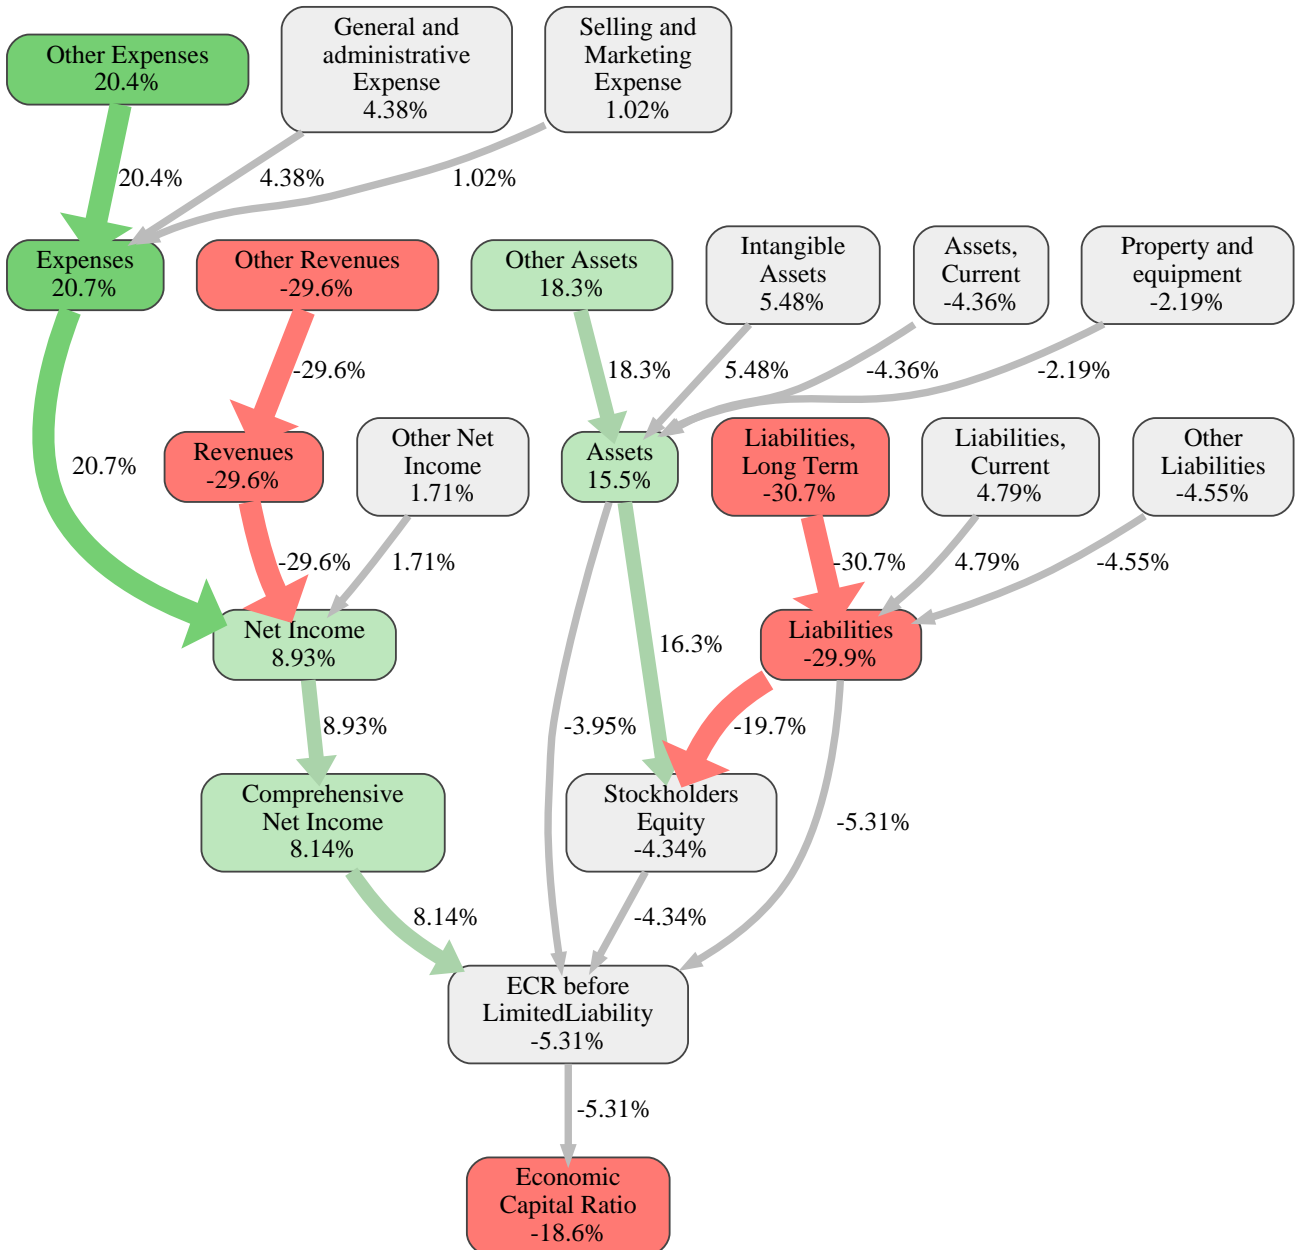 Other Expenses
20.4%
General and
administrative
Expense
4.38%
Selling and
Marketing
Expense
1.02%
20.4%
4.38%
1.02%
Expenses
20.7%
Other Revenues
-29.6%
Other Assets
18.3%
Intangible
Assets
5.48%
Assets,
Current
-4.36%
Property and
equipment
-2.19%
-29.6%
18.3%
5.48%
-4.36%
-2.19%
20.7%
Revenues
-29.6%
Other Net
Income
1.71%
Assets
15.5%
Liabilities,
Long Term
-30.7%
Liabilities,
Current
4.79%
Other
Liabilities
-4.55%
-29.6%
1.71%
-30.7%
4.79%
-4.55%
Net Income
8.93%
16.3%
Liabilities
-29.9%
8.93%
-3.95%
-19.7%
Comprehensive
Net Income
8.14%
Stockholders
Equity
-4.34%
-5.31%
8.14%
-4.34%
ECR before
LimitedLiability
-5.31%
-5.31%
Economic
Capital Ratio
-18.6%